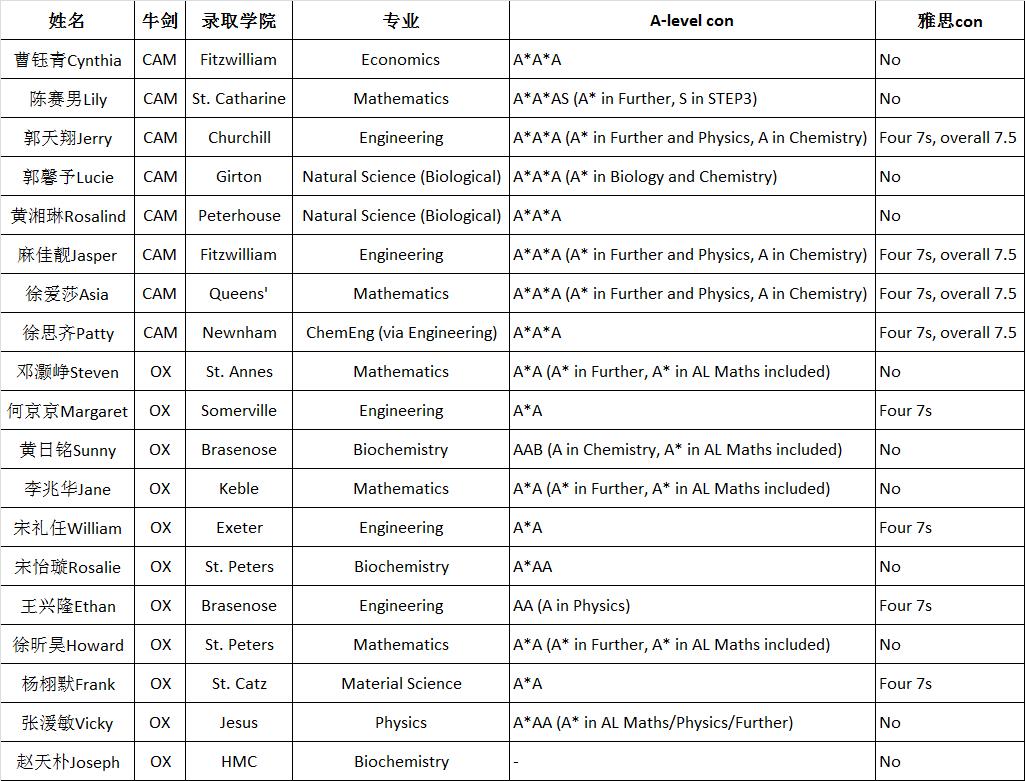 姓名 牛剑 录取学院 专业 A-level con 雅思con
曹钰青Cynthia CAM Fitzwilliam Economics A*A*A No
陈赛男Lily CAM St. Catharine Mathematics A*A*AS (A* in Further, S in STEP3) No
郭天翔Jerry CAM Churchill Engineering A*A*A (A* in Further and Physics, A in Chemistry) Four 7s, overall 7.5
郭馨予Lucie CAM Girton Natural Science (Biological) A*A*A (A* in Biology and Chemistry) No
黄湘琳Rosalind CAM Peterhouse Natural Science (Biological) A*A*A No
麻佳靓Jasper CAM Fitzwilliam Engineering A*A*A (A* in Further and Physics, A in Chemistry) Four 7s, overall 7.5
徐爱莎Asia CAM Queens' Mathematics A*A*A (A* in Further and Physics, A in Chemistry) Four 7s, overall 7.5
徐思齐Patty CAM Newnham ChemEng (via Engineering) A*A*A Four 7s, overall 7.5
邓灏峥Steven OX St. Annes Mathematics A*A (A* in Further, A* in AL Maths included) No
何京京Margaret OX Somerville Engineering A*A Four 7s
黄日铭Sunny OX Brasenose Biochemistry AAB (A in Chemistry, A* in AL Maths included) No
李兆华Jane OX Keble Mathematics A*A (A* in Further, A* in AL Maths included) No
宋礼任William OX Exeter Engineering A*A Four 7s
宋怡璇Rosalie OX St. Peters Biochemistry A*AA No
王兴隆Ethan OX Brasenose Engineering AA (A in Physics) Four 7s
徐昕昊Howard OX St. Peters Mathematics A*A (A* in Further, A* in AL Maths included) No
杨栩默Frank OX St. Catz Material Science A*A Four 7s
张湲敏Vicky OX Jesus Physics A*AA (A* in AL Maths/Physics/Further) No
赵天朴Joseph OX HMC Biochemistry - No